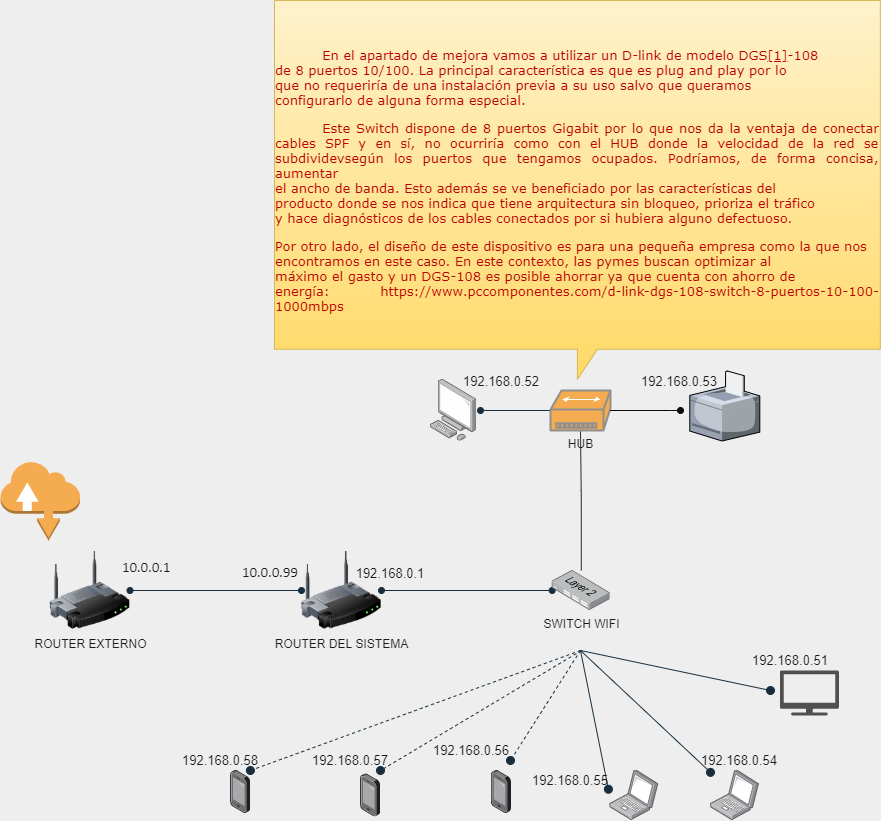 En el apartado de mejora vamos a utilizar un D-link de modelo DGS[1]-108
de 8 puertos 10/100. La principal característica es que es plug and play por lo
que no requeriría de una instalación previa a su uso salvo que queramos
configurarlo de alguna forma especial.
Este Switch dispone de 8 puertos Gigabit por lo que nos da la ventaja de conectar
cables SPF y en sí, no ocurriría como con el HUB donde la velocidad de la red se
subdividevsegún los puertos que tengamos ocupados. Podríamos, de forma concisa,
aumentar
el ancho de banda. Esto además se ve beneficiado por las características del
producto donde se nos indica que tiene arquitectura sin bloqueo, prioriza el tráfico
y hace diagnósticos de los cables conectados por si hubiera alguno defectuoso.
Por otro lado, el diseño de este dispositivo es para una pequeña empresa como la que nos
encontramos en este caso. En este contexto, las pymes buscan optimizar al
máximo el gasto y un DGS-108 es posible ahorrar ya que cuenta con ahorro de
energía: https://www.pccomponentes.com/d-link-dgs-108-switch-8-puertos-10-100-
1000mbps
192.168.0.52
192.168.0.53
HUB
10.0.0.1
10.0.0.99
192.168.0.1
Layer 2
ROUTER EXTERNO
ROUTER DEL SISTEMA
SWITCH WIFI
192.168.0.51
192.168.0.58
192.168.0.57
192.168.0.56
192.168.0.55
192.168.0.54